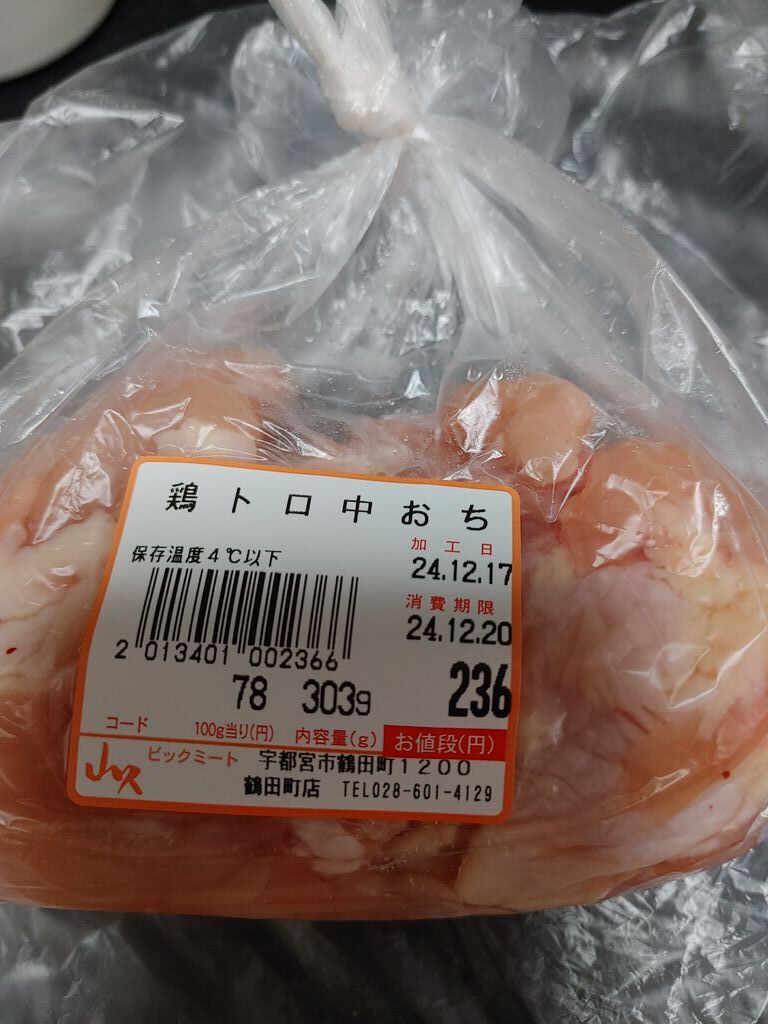 鶏トロ中おち
保存温度4℃以下
加工日
24.12.17
消費期限
24.12.20
2 013401 002366
78 303g 236
コード 100g当り(円) 内容量(g) お値段(円)
ビックミート 宇都宮市鶴田町1200
鶴田町店 TEL028-601-4129